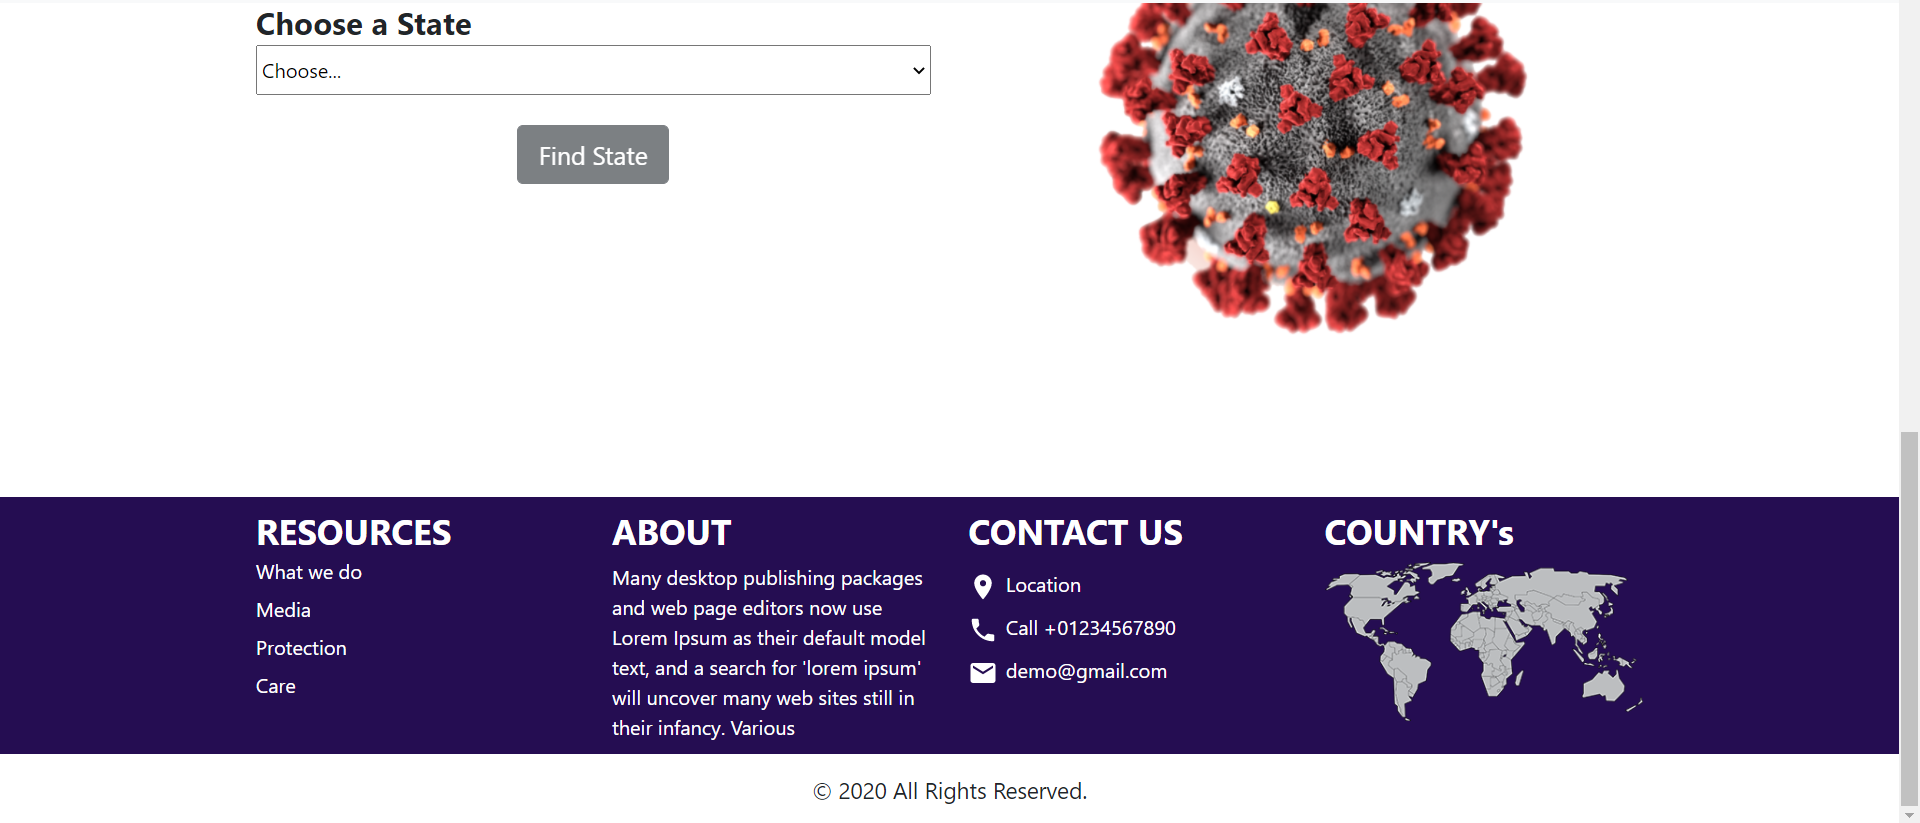 Choose a State
Choose...
Find State
RESOURCES
What we do
Media
Protection
Care
ABOUT
Many desktop publishing packages
and web page editors now use
Lorem Ipsum as their default model
text, and a search for 'lorem ipsum'
will uncover many web sites still in
their infancy. Various
CONTACT US
Location
Call +01234567890
demo@gmail.com
COUNTRY's
© 2020 All Rights Reserved.